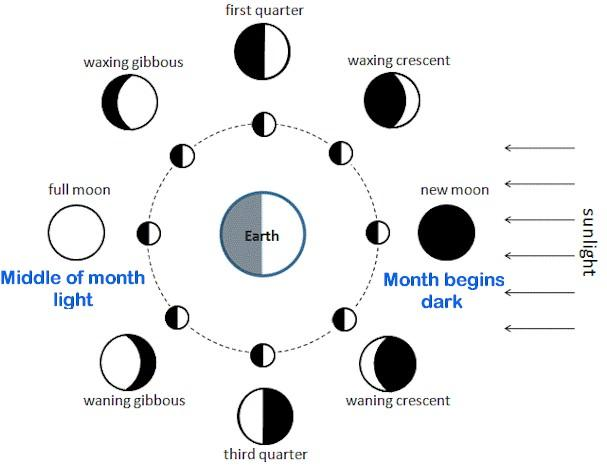 first quarter
waxing gibbous
waxing crescent
full moon
new moon
Earth
sunlight
Middle of month
light
Month begins
dark
waning gibbous
waning crescent
third quarter